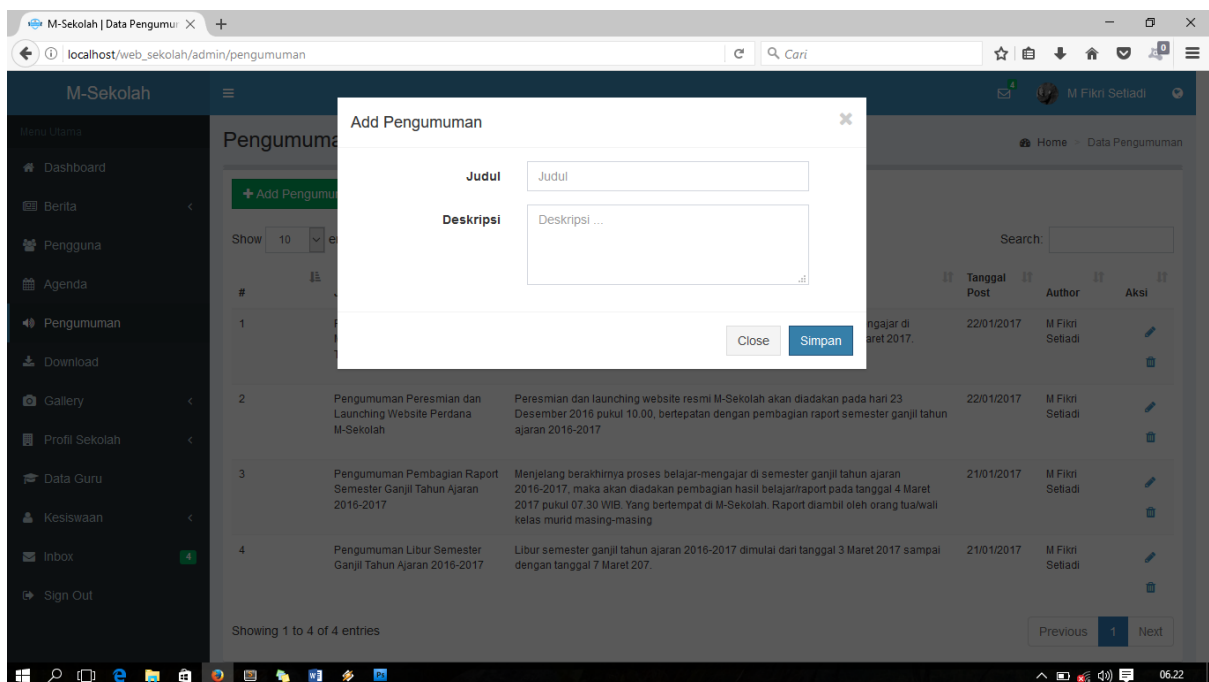 M-Sekolah | Data Pengumur
localhost/web_sekolah/admin/pengumuman
Cari
0
M-Sekolah
4
M Fikri Setiadi
Menu Utama
Dashboard
Berita
Pengguna
Agenda
Pengumuman
Download
Gallery
Profil Sekolah
Data Guru
Kesiswaan
Inbox 4
Sign Out
Penguma
Home
Data Pengumuman
+ Add Pengumu
Add Pengumuman
Judul
Judul
Deskripsi
Deskripsi ...
Close
Simpan
Show 10
Search:
# Tanggal Post Author Aksi
1
ngajar di
aret 2017.
22/01/2017
M Fikri
Setiadi
2
Pengumuman Peresmian dan
Launching Website Perdana
M-Sekolah
Peresmian dan launching website resmi M-Sekolah akan diadakan pada hari 23
Desember 2016 pukul 10.00, bertepatan dengan pembagian raport semester ganjil tahun
ajaran 2016-2017
22/01/2017
M Fikri
Setiadi
3
Pengumuman Pembagian Raport
Semester Ganjil Tahun Ajaran
2016-2017
Menjelang berakhirnya proses belajar-mengajar di semester ganjil tahun ajaran
2016-2017, maka akan diadakan pembagian hasil belajar/raport pada tanggal 4 Maret
2017 pukul 07.30 WIB. Yang bertempat di M-Sekolah. Raport diambil oleh orang tua/wali
kelas murid masing-masing
21/01/2017
M Fikri
Setiadi
4
Pengumuman Libur Semester
Ganjil Tahun Ajaran 2016-2017
Libur semester ganjil tahun ajaran 2016-2017 dimulai dari tanggal 3 Maret 2017 sampai
dengan tanggal 7 Maret 207.
21/01/2017
M Fikri
Setiadi
Showing 1 to 4 of 4 entries
Previous 1 Next
06.22